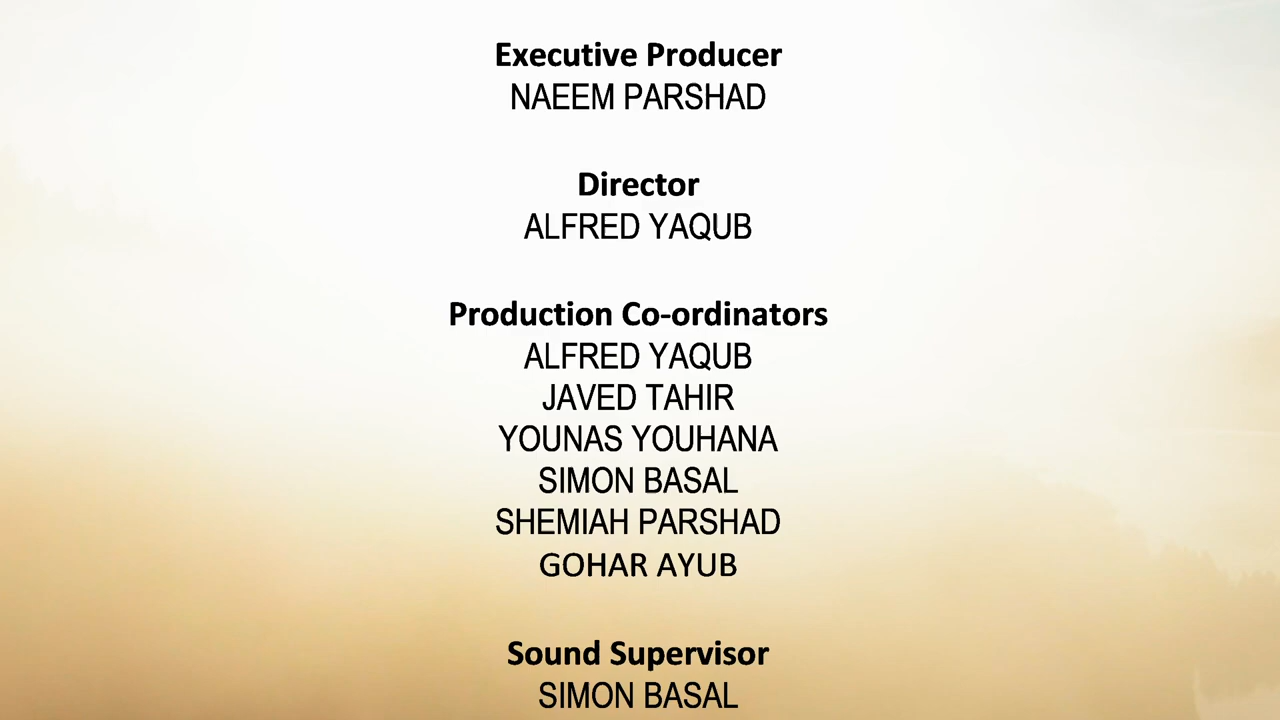 Executive Producer
NAEEM PARSHAD
Director
ALFRED YAQUB
Production Co-ordinators
ALFRED YAQUB
JAVED TAHIR
YOUNAS YOUHANA
SIMON BASAL
SHEMIAH PARSHAD
GOHAR AYUB
Sound Supervisor
SIMON BASAL